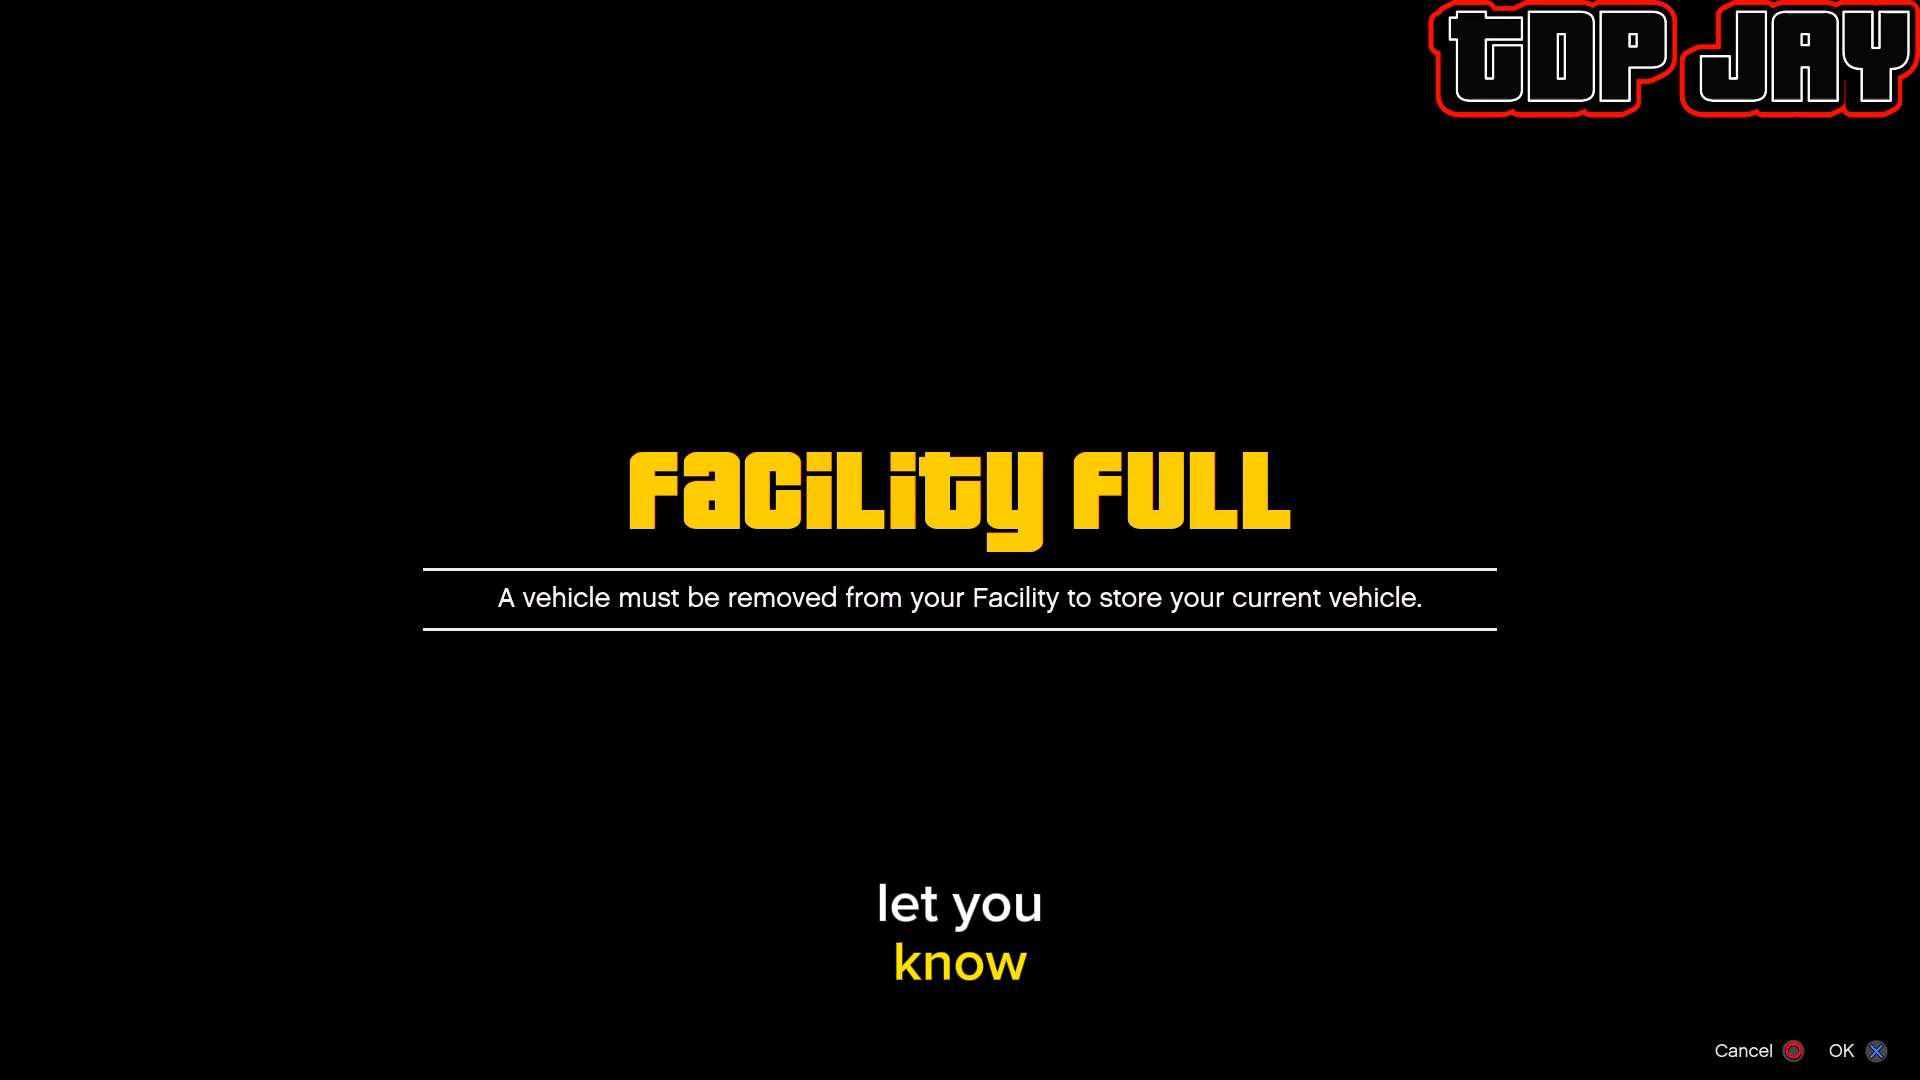 TOP JAY
FACILITY FULL
A vehicle must be removed from your Facility to store your current vehicle.
let you
know
Cancel OK